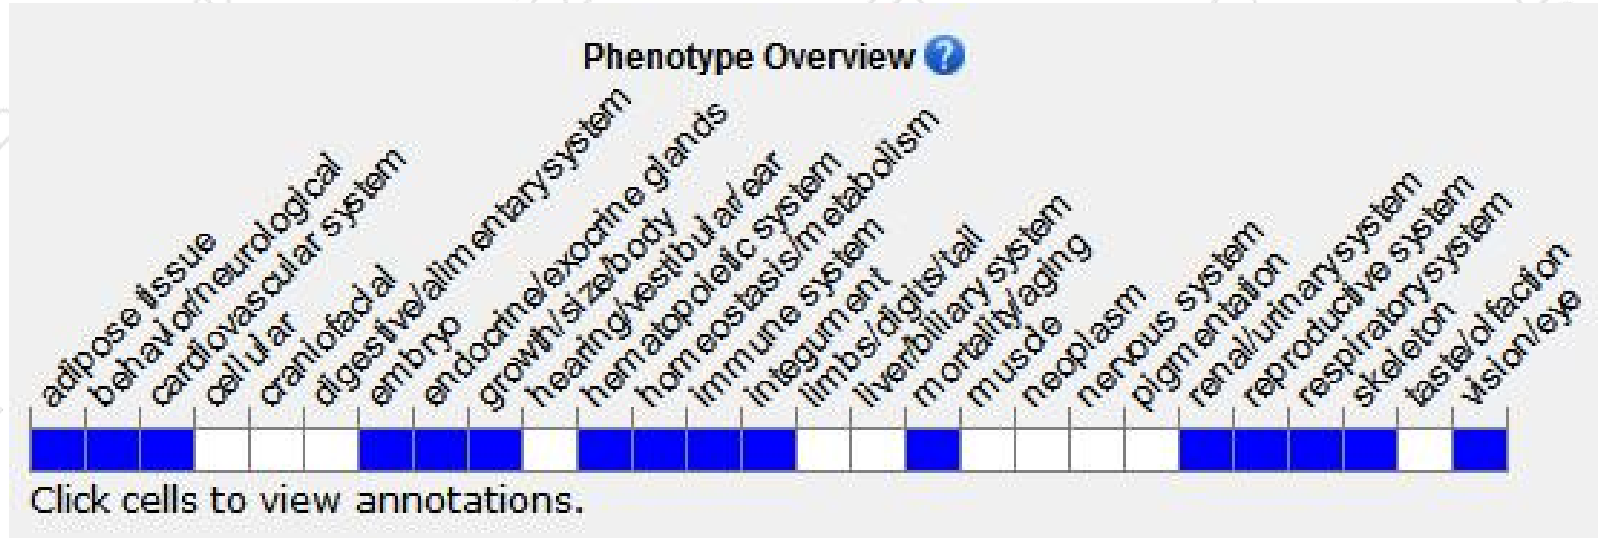 Phenotype Overview ?
adipose tissue
behavior/neurological
cardiovascular system
cellular
craniofacial
digestive/alimentary system
embryo
endocrine/exocrine glands
growth/size/body
hearing/vestibular/ear
hematopoietic system
homeostasis/metabolism
immune system
integument
limbs/digits/tail
liver/biliary system
mortality/aging
muscle
neoplasm
nervous system
pigmentation
renal/urinary system
reproductive system
respiratory system
skeleton
taste/olfaction
vision/eye
Click cells to view annotations.